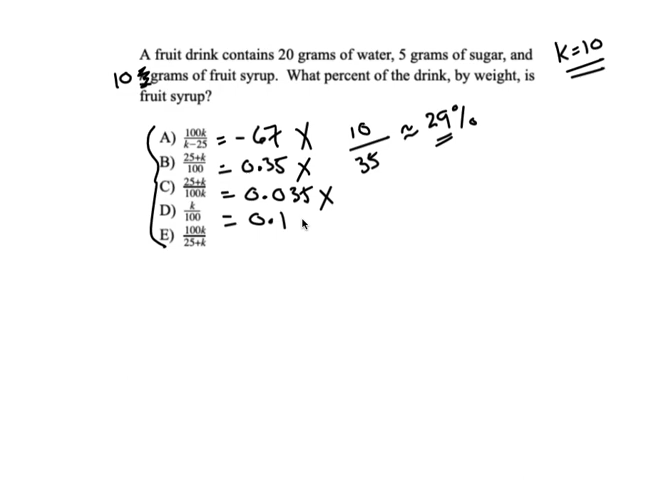 A fruit drink contains 20 grams of water, 5 grams of sugar, and k=10
10 grams of fruit syrup. What percent of the drink, by weight, is
fruit syrup?
A) 100k/k-25 = -67 X 10/35 ≈ 29%
B) 25+k/100 = 0.35 X
C) 25+k/100k = 0.035 X
D) k/100 = 0.1
E) 100k/25+k